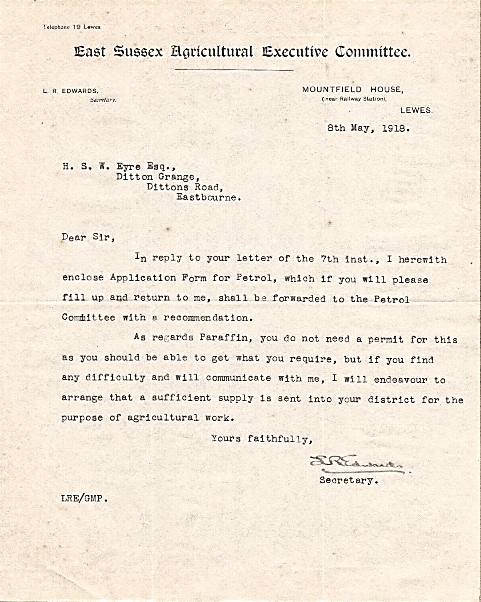 Telephone 19 Lewes
East Sussex Agricultural Executive Committee.
L. R. EDWARDS,
Secretary.
MOUNTFIELD HOUSE,
(near Railway Station),
LEWES.
8th May, 1918.
H. S. W. Eyre Esq.,
Ditton Grange,
Dittons Road,
Eastbourne.
Dear Sir,
In reply to your letter of the 7th inst., I herewith
enclose Application Form for Petrol, which if you will please
fill up and return to me, shall be forwarded to the Petrol
Committee with a recommendation.
As regards Paraffin, you do not need a permit for this
as you should be able to get what you require, but if you find
any difficulty and will communicate with me, I will endeavour to
arrange that a sufficient supply is sent into your district for the
purpose of agricultural work.
Yours faithfully,
L R Edwards
Secretary.
LRE/GMP.